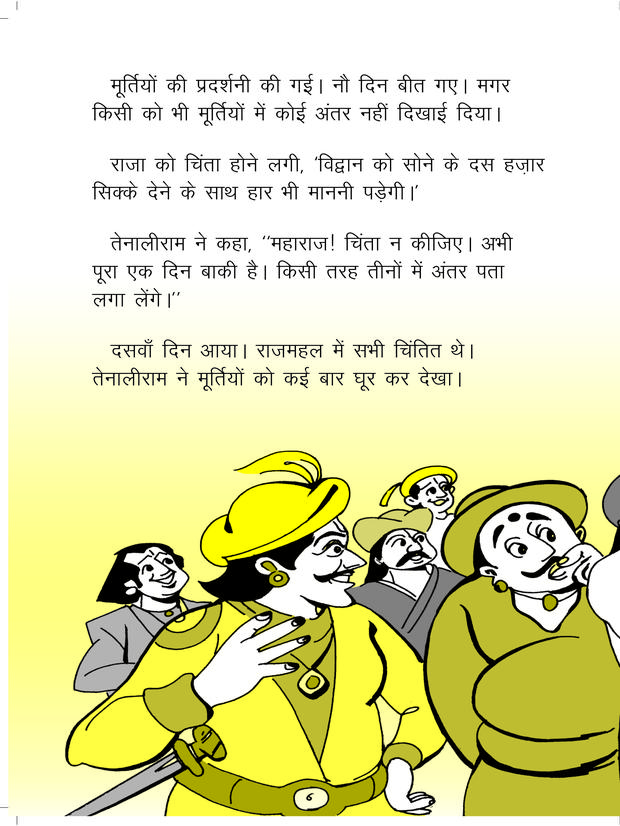 मूर्तियों की प्रदर्शनी की गई। नौ दिन बीत गए। मगर
किसी को भी मूर्तियों में कोई अंतर नहीं दिखाई दिया।
राजा को चिंता होने लगी, ‘विद्वान को सोने के दस हज़ार
सिक्के देने के साथ हार भी माननी पड़ेगी।’
तेनालीराम ने कहा, ‘‘महाराज! चिंता न कीजिए। अभी
पूरा एक दिन बाकी है। किसी तरह तीनों में अंतर पता
लगा लेंगे।’’
दसवाँ दिन आया। राजमहल में सभी चिंतित थे।
तेनालीराम ने मूर्तियों को कई बार घूर कर देखा।
६